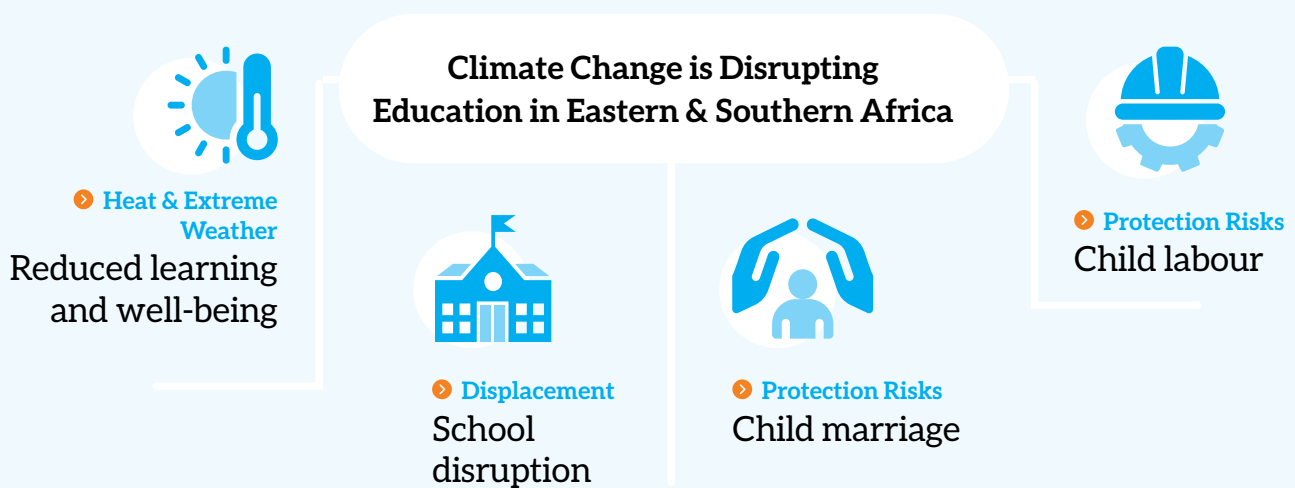 Climate Change is Disrupting
Education in Eastern & Southern Africa
Heat & Extreme
Weather
Reduced learning
and well-being
Displacement
School
disruption
Protection Risks
Child marriage
Protection Risks
Child labour